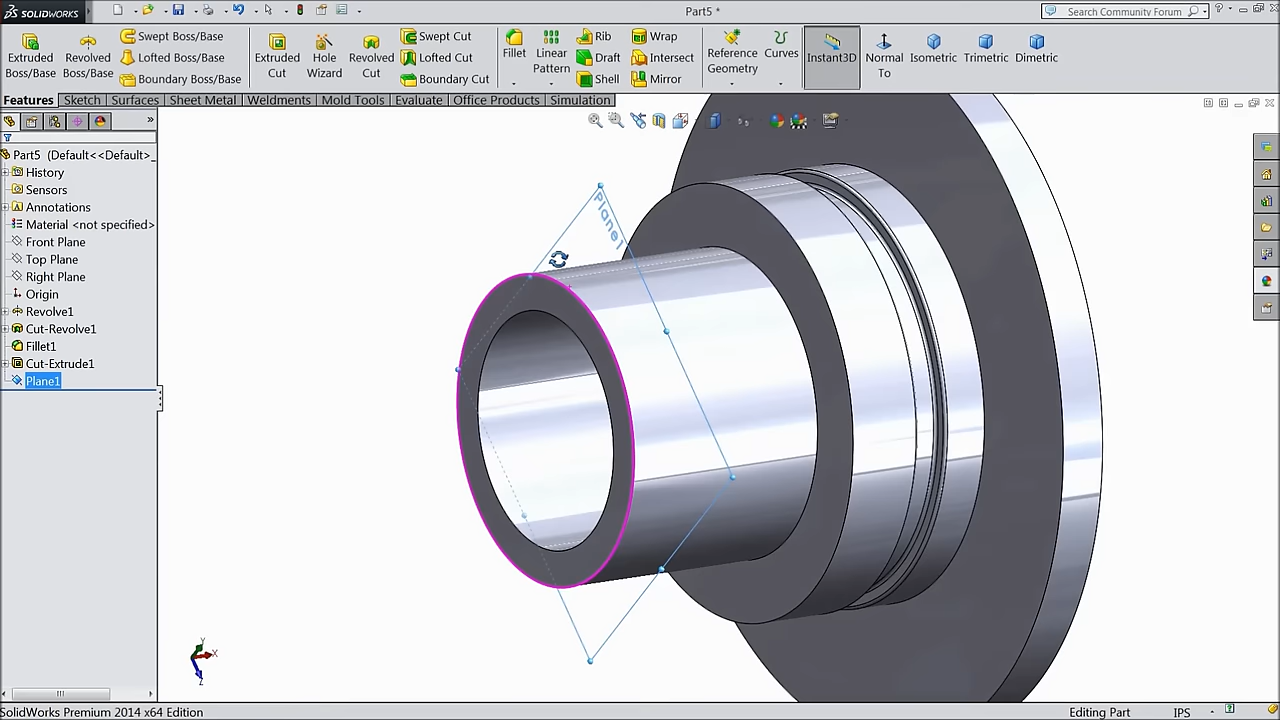 SOLIDWORKS
Part5 *
Search Community Forum
Extruded Boss/Base
Revolved Boss/Base
Swept Boss/Base
Lofted Boss/Base
Boundary Boss/Base
Extruded Cut
Hole Wizard
Revolved Cut
Swept Cut
Lofted Cut
Boundary Cut
Fillet
Linear Pattern
Rib
Draft
Shell
Wrap
Intersect
Mirror
Reference Geometry
Curves
Instant3D
Normal To
Isometric
Trimetric
Dimetric
Features
Sketch
Surfaces
Sheet Metal
Weldments
Mold Tools
Evaluate
Office Products
Simulation
Part5 (Default<<Default>_
History
Sensors
Annotations
Material <not specified>
Front Plane
Top Plane
Right Plane
Origin
Revolve1
Cut-Revolve1
Fillet1
Cut-Extrude1
Plane1
Plane1
Y
X
Z
SolidWorks Premium 2014 x64 Edition
Editing Part
IPS